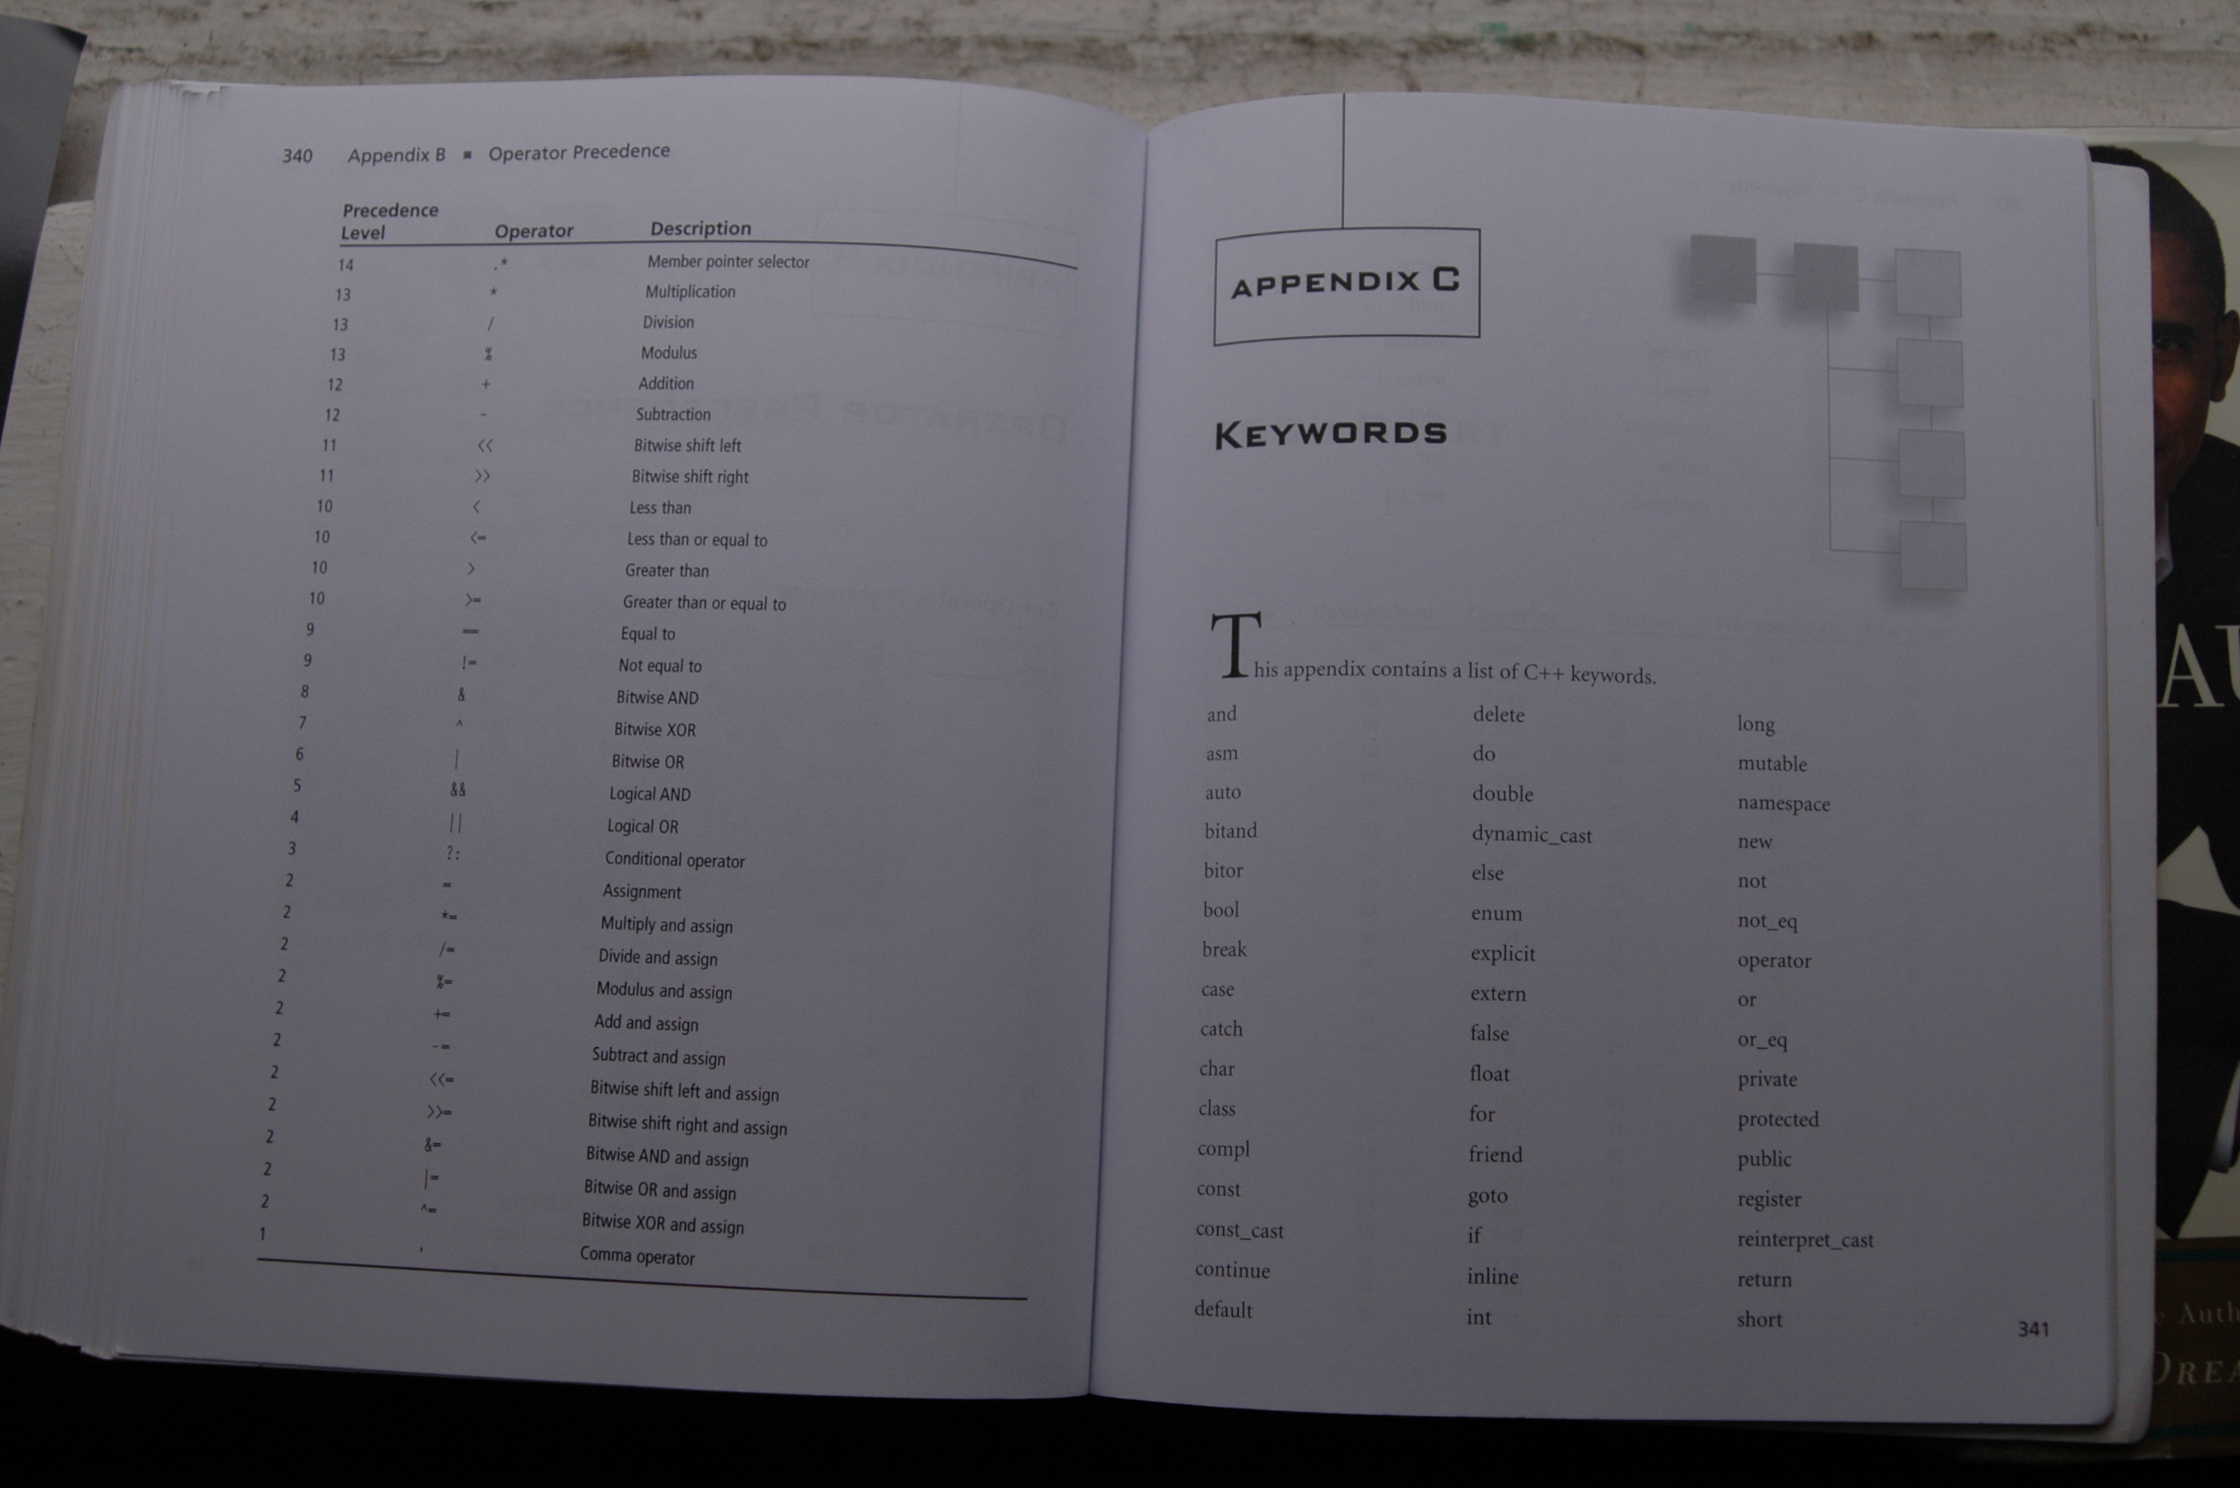 340 Appendix B ■ Operator Precedence
Precedence
Level Operator Description
14 .* Member pointer selector
13 * Multiplication
13 / Division
13 % Modulus
12 + Addition
12 - Subtraction
11 << Bitwise shift left
11 >> Bitwise shift right
10 < Less than
10 <= Less than or equal to
10 > Greater than
10 >= Greater than or equal to
9 == Equal to
9 != Not equal to
8 & Bitwise AND
7 ^ Bitwise XOR
6 | Bitwise OR
5 && Logical AND
4 || Logical OR
3 ?: Conditional operator
2 = Assignment
2 *= Multiply and assign
2 /= Divide and assign
2 %= Modulus and assign
2 += Add and assign
2 -= Subtract and assign
2 <<= Bitwise shift left and assign
2 >>= Bitwise shift right and assign
2 &= Bitwise AND and assign
2 |= Bitwise OR and assign
2 ^= Bitwise XOR and assign
1 , Comma operator
APPENDIX C
KEYWORDS
This appendix contains a list of C++ keywords.
and delete long
asm do mutable
auto double namespace
bitand dynamic_cast new
bitor else not
bool enum not_eq
break explicit operator
case extern or
catch false or_eq
char float private
class for protected
compl friend public
const goto register
const_cast if reinterpret_cast
continue inline return
default int short
341